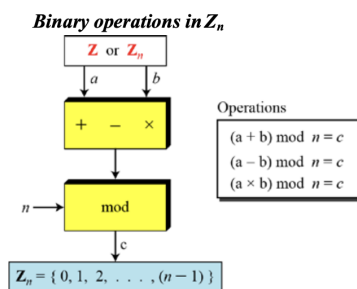 Binary operations in Zₙ
Z or Zₙ
a b
+ − ×
Operations
(a + b) mod n = c
(a − b) mod n = c
(a × b) mod n = c
n
mod
c
Zₙ = { 0, 1, 2, . . . . , (n − 1) }